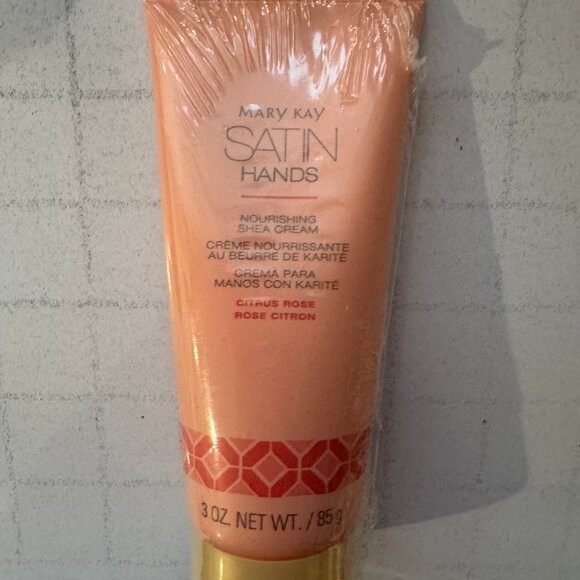 MARY KAY
SATIN
HANDS
NOURISHING
SHEA CREAM
CRÈME NOURRISSANTE
AU BEURRE DE KARITÉ
CREMA PARA
MANOS CON KARITÉ
CITRUS ROSE
ROSE CITRON
3 OZ. NET WT. / 85 g